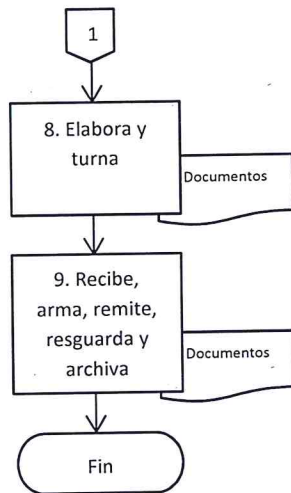 1
8. Elabora y
turna
Documentos
9. Recibe,
arma, remite,
resguarda y
archiva
Documentos
Fin